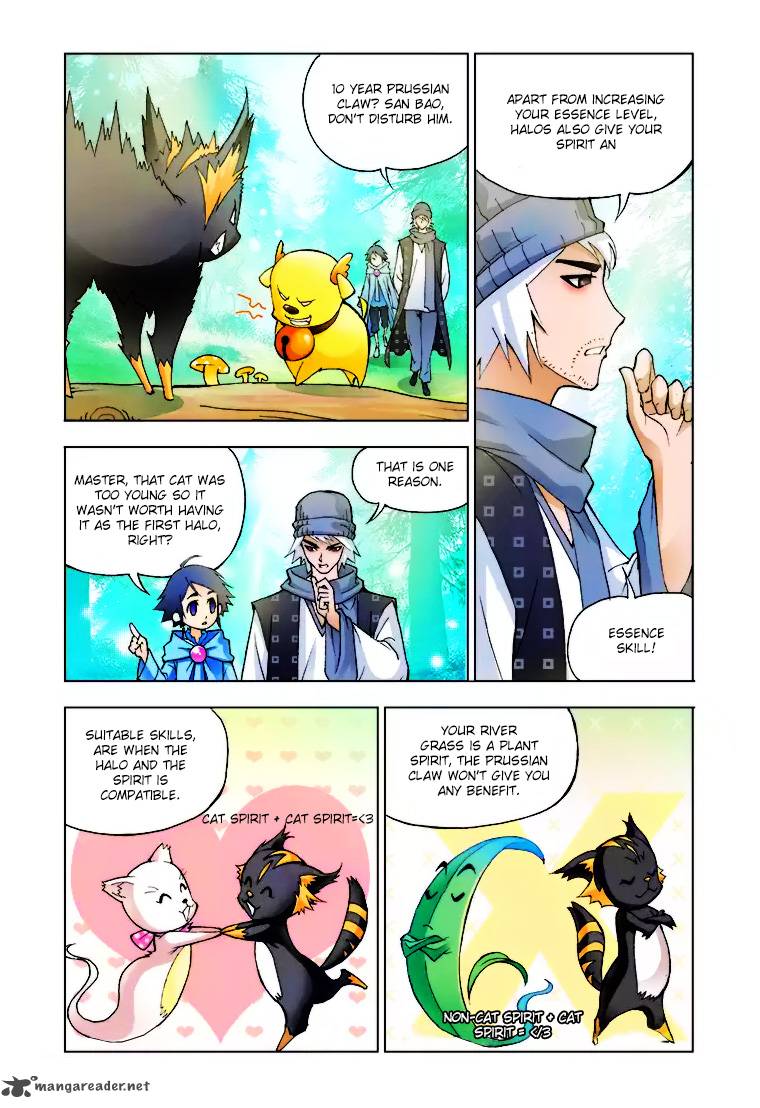 10 YEAR PRUSSIAN
CLAW? SAN BAO,
DON'T DISTURB HIM.
APART FROM INCREASING
YOUR ESSENCE LEVEL,
HALOS ALSO GIVE YOUR
SPIRIT AN
ESSENCE
SKILL!
MASTER, THAT CAT WAS
TOO YOUNG SO IT
WASN'T WORTH HAVING
IT AS THE FIRST HALO,
RIGHT?
THAT IS ONE
REASON.
SUITABLE SKILLS,
ARE WHEN THE
HALO AND THE
SPIRIT IS
COMPATIBLE.
CAT SPIRIT + CAT SPIRIT=<3
YOUR RIVER
GRASS IS A PLANT
SPIRIT, THE PRUSSIAN
CLAW WON'T GIVE YOU
ANY BENEFIT.
NON-CAT SPIRIT + CAT
SPIRIT = </3
mangareader.net